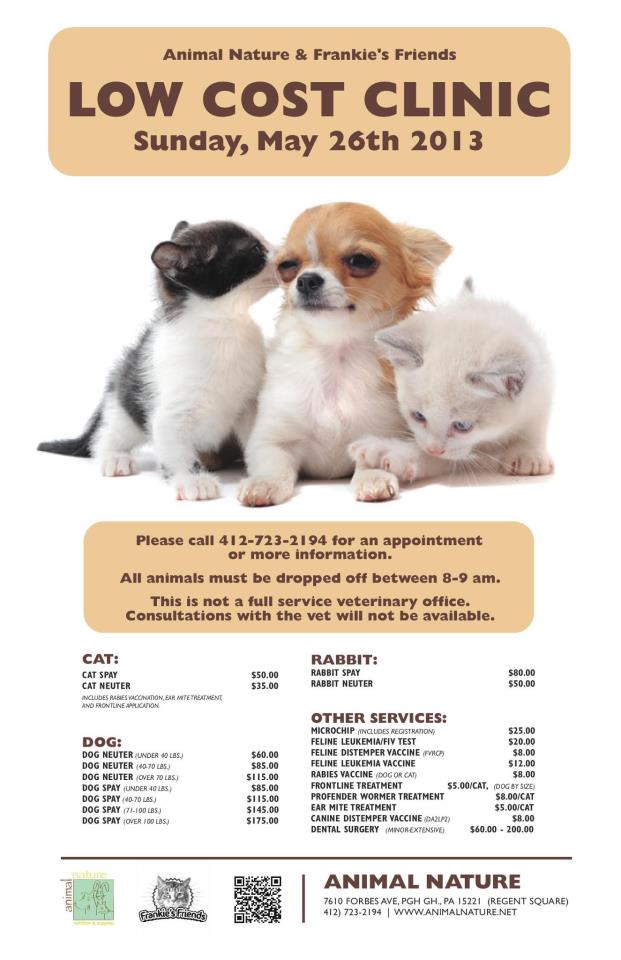 Animal Nature & Frankie's Friends
LOW COST CLINIC
Sunday, May 26th 2013
Please call 412-723-2194 for an appointment
or more information.
All animals must be dropped off between 8-9 am.
This is not a full service veterinary office.
Consultations with the vet will not be available.
CAT:
CAT SPAY $50.00
CAT NEUTER $35.00
INCLUDES RABIES VACCINATION, EAR MITE TREATMENT,
AND FRONTLINE APPLICATION.
DOG:
DOG NEUTER (UNDER 40 LBS.) $60.00
DOG NEUTER (40-70 LBS.) $85.00
DOG NEUTER (OVER 70 LBS.) $115.00
DOG SPAY (UNDER 40 LBS.) $85.00
DOG SPAY (40-70 LBS.) $115.00
DOG SPAY (71-100 LBS.) $145.00
DOG SPAY (OVER 100 LBS.) $175.00
RABBIT:
RABBIT SPAY $80.00
RABBIT NEUTER $50.00
OTHER SERVICES:
MICROCHIP (INCLUDES REGISTRATION) $25.00
FELINE LEUKEMIA/FIV TEST $20.00
FELINE DISTEMPER VACCINE (FVRCP) $8.00
FELINE LEUKEMIA VACCINE $12.00
RABIES VACCINE (DOG OR CAT) $8.00
FRONTLINE TREATMENT $5.00/CAT, (DOG BY SIZE)
PROFENDER WORMER TREATMENT $8.00/CAT
EAR MITE TREATMENT $5.00/CAT
CANINE DISTEMPER VACCINE (DA2LP2) $8.00
DENTAL SURGERY (MINOR-EXTENSIVE) $60.00 - 200.00
animal nature
nutrition & supplies
Frankie's Friends
ANIMAL NATURE
7610 FORBES AVE, PGH GH., PA 15221 (REGENT SQUARE)
412) 723-2194 | WWW.ANIMALNATURE.NET